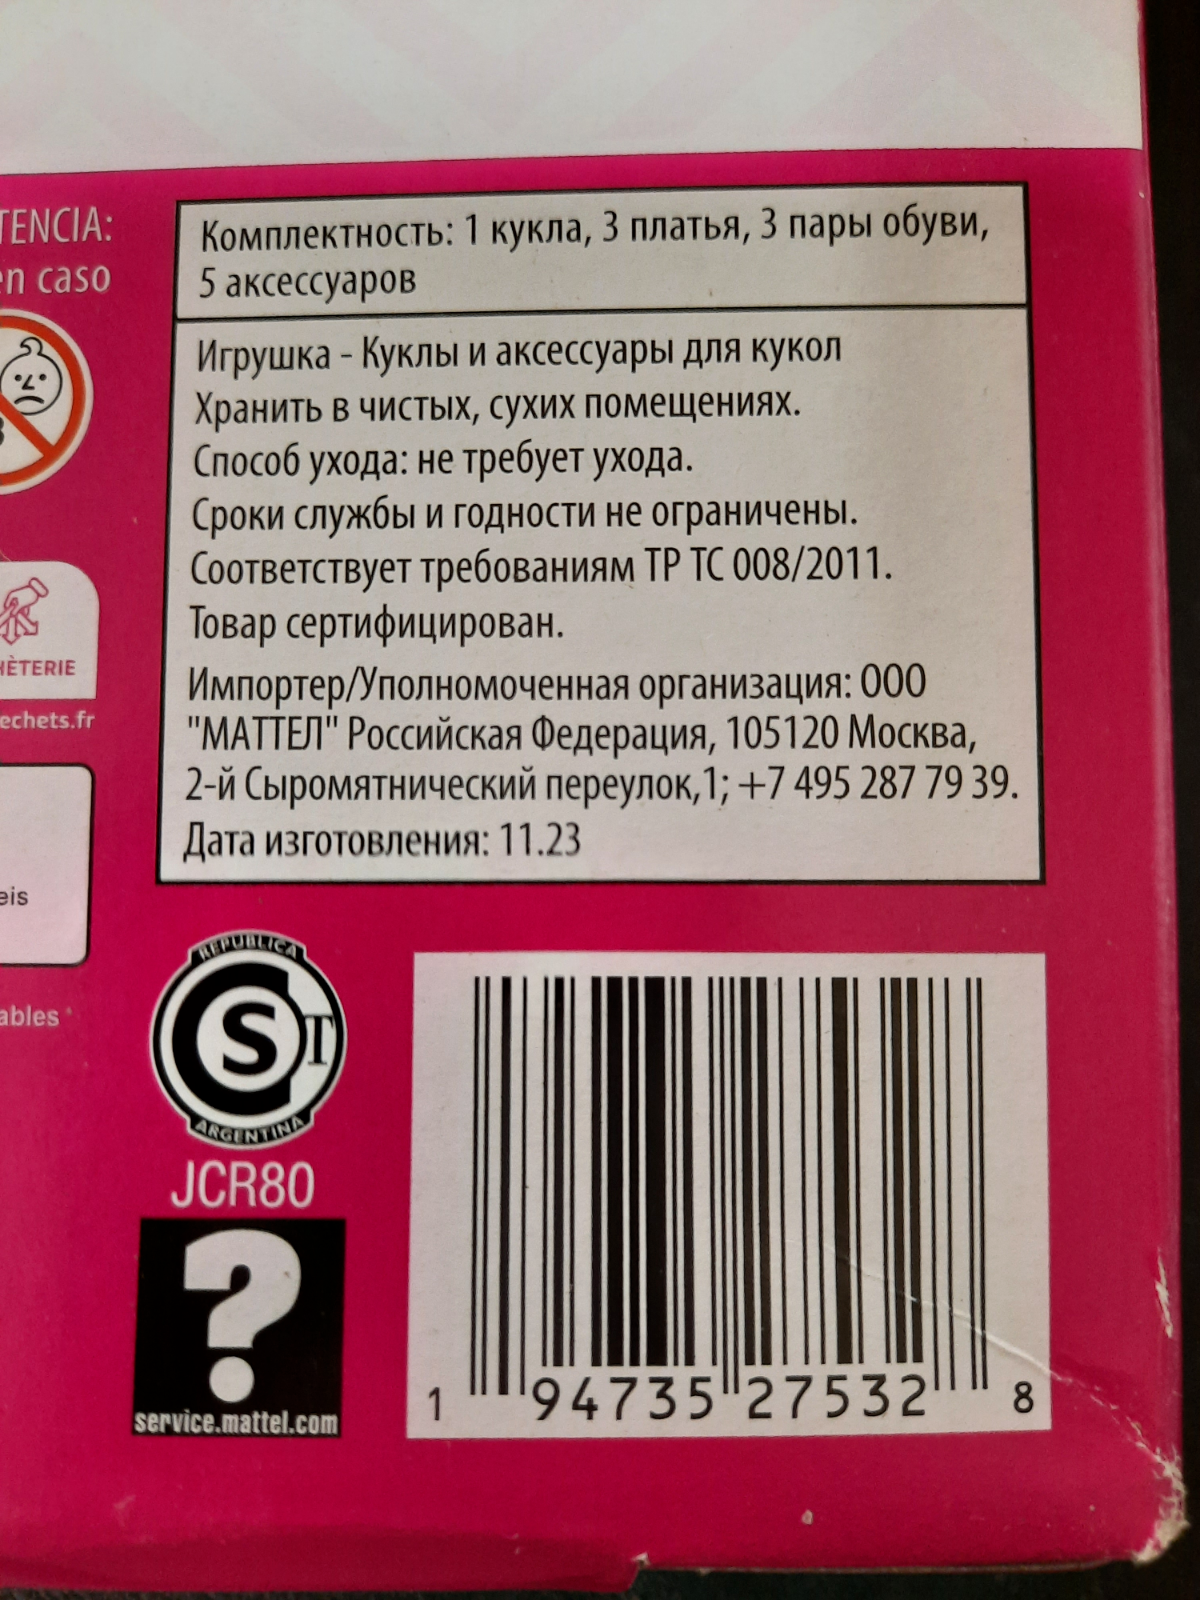 TENCIA:
en caso
HÈTERIE
echets.fr
eis
ables
Комплектность: 1 кукла, 3 платья, 3 пары обуви,
5 аксессуаров
Игрушка - Куклы и аксессуары для кукол
Хранить в чистых, сухих помещениях.
Способ ухода: не требует ухода.
Сроки службы и годности не ограничены.
Соответствует требованиям ТР ТС 008/2011.
Товар сертифицирован.
Импортер/Уполномоченная организация: ООО
"МАТТЕЛ" Российская Федерация, 105120 Москва,
2-й Сыромятнический переулок,1; +7 495 287 79 39.
Дата изготовления: 11.23
REPUBLICA
CST
ARGENTINA
JCR80
?
service.mattel.com
1 94735 27532 8